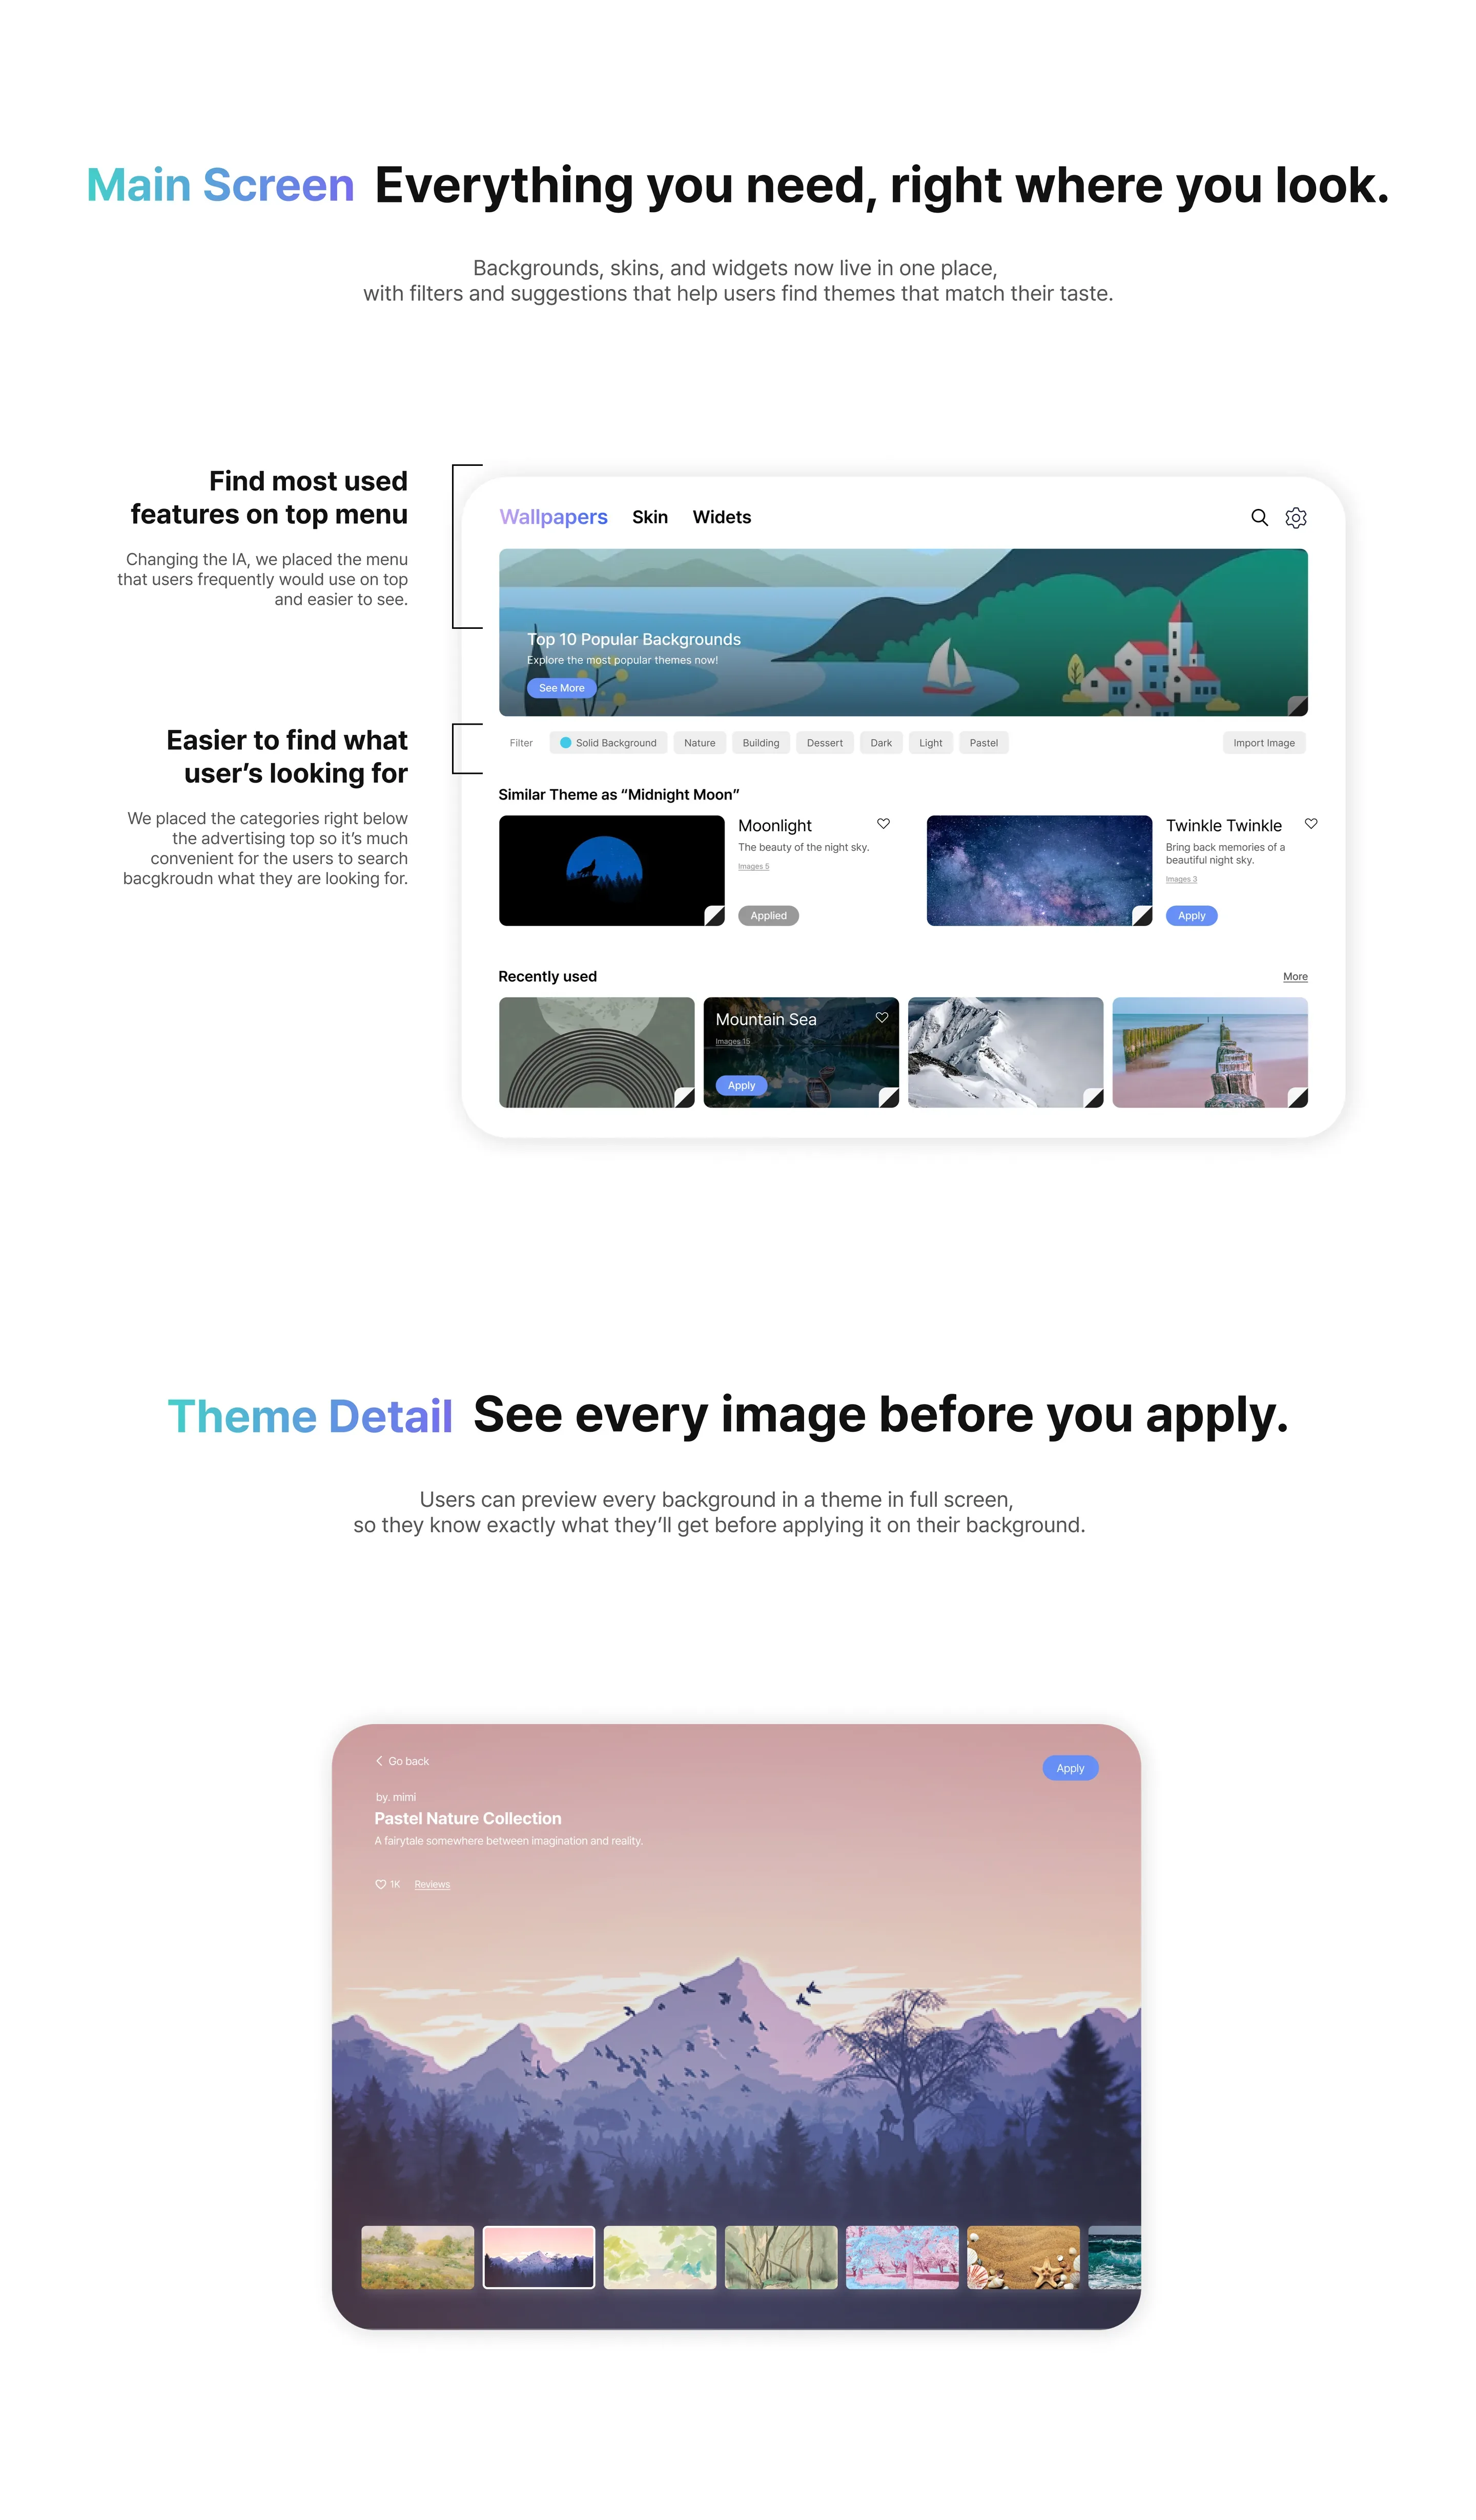 Main Screen Everything you need, right where you look.
Backgrounds, skins, and widgets now live in one place,
with filters and suggestions that help users find themes that match their taste.
Find most used
features on top menu
Changing the IA, we placed the menu
that users frequently would use on top
and easier to see.
Easier to find what
user’s looking for
We placed the categories right below
the advertising top so it’s much
convenient for the users to search
bacgkroudn what they are looking for.
Wallpapers Skin Widets
Top 10 Popular Backgrounds
Explore the most popular themes now!
See More
Filter Solid Background Nature Building Dessert Dark Light Pastel Import Image
Similar Theme as “Midnight Moon”
Moonlight
The beauty of the night sky.
Images 5
Applied
Twinkle Twinkle
Bring back memories of a
beautiful night sky.
Images 3
Apply
Recently used More
Mountain Sea
Images 15
Apply
Theme Detail See every image before you apply.
Users can preview every background in a theme in full screen,
so they know exactly what they’ll get before applying it on their background.
Go back
Apply
by. mimi
Pastel Nature Collection
A fairytale somewhere between imagination and reality.
1K Reviews